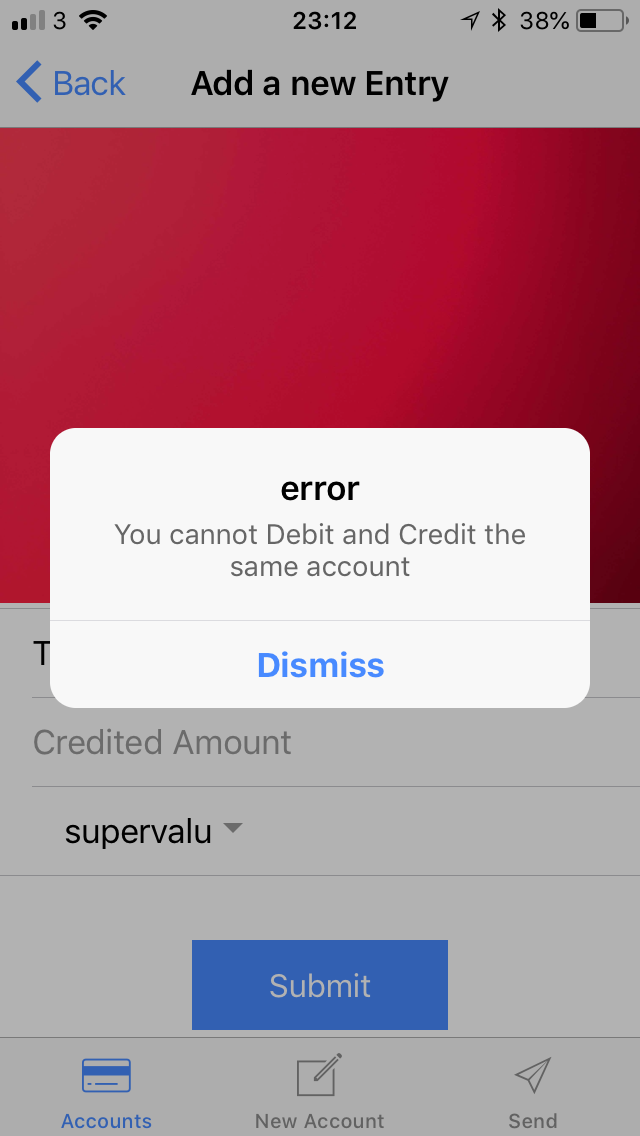 3 23:12 38%
Back Add a new Entry
error
You cannot Debit and Credit the
same account
Dismiss
T
Credited Amount
supervalu
Submit
Accounts New Account Send